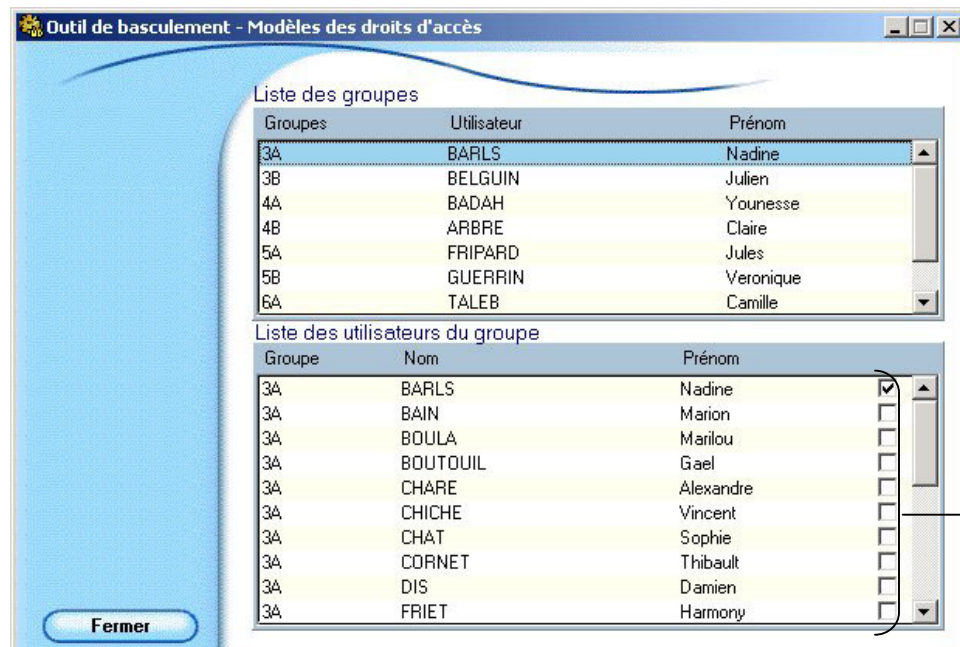 Outil de basculement - Modèles des droits d'accès
Liste des groupes
Groupes Utilisateur Prénom
3A BARLS Nadine
3B BELGUIN Julien
4A BADAH Younesse
4B ARBRE Claire
5A FRIPARD Jules
5B GUERRIN Veronique
6A TALEB Camille
Liste des utilisateurs du groupe
Groupe Nom Prénom
3A BARLS Nadine
3A BAIN Marion
3A BOULA Marilou
3A BOUTOUIL Gael
3A CHARE Alexandre
3A CHICHE Vincent
3A CHAT Sophie
3A CORNET Thibault
3A DIS Damien
3A FRIET Harmony
Fermer